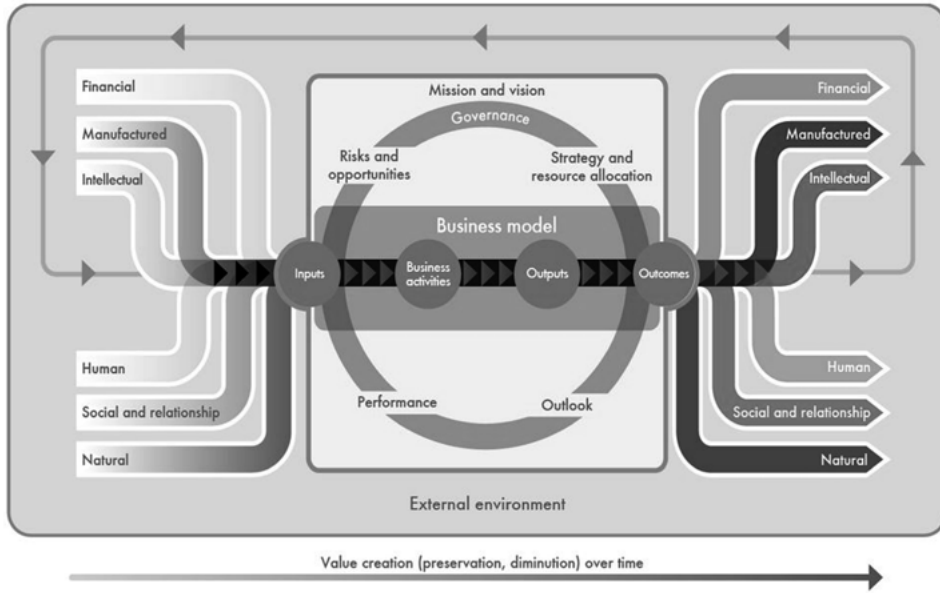 Financial
Manufactured
Intellectual
Human
Social and relationship
Natural
Mission and vision
Governance
Risks and
opportunities
Strategy and
resource allocation
Business model
Inputs
Business
activities
Outputs
Outcomes
Performance
Outlook
Financial
Manufactured
Intellectual
Human
Social and relationship
Natural
External environment
Value creation (preservation, diminution) over time